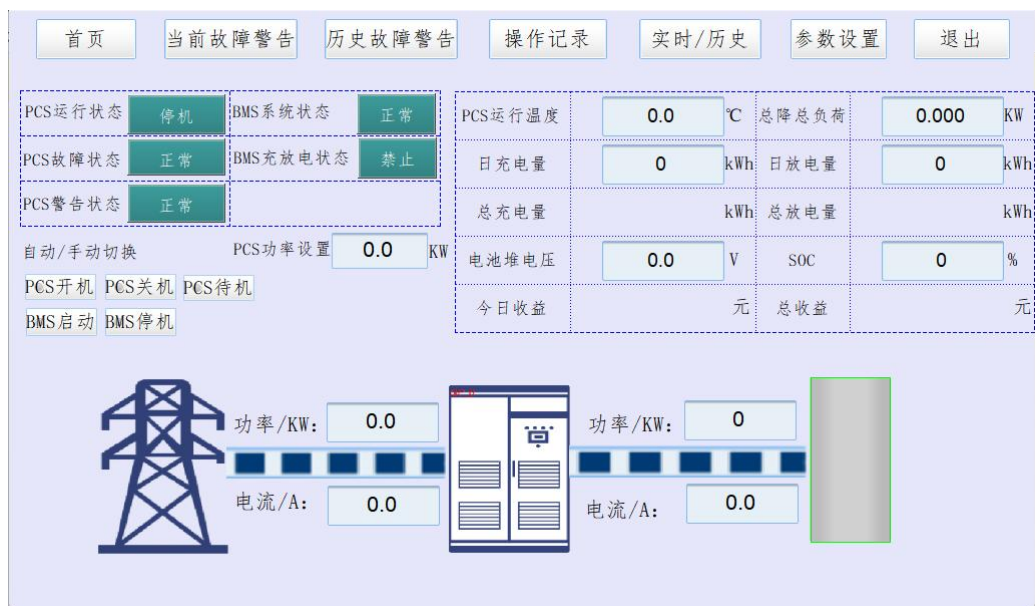 首页 当前故障警告 历史故障警告 操作记录 实时/历史 参数设置 退出
PCS运行状态 停机 BMS系统状态 正常
PCS故障状态 正常 BMS充放电状态 禁止
PCS警告状态 正常
自动/手动切换 PCS功率设置 0.0 KW
PCS开机 PCS关机 PCS待机
BMS启动 BMS停机
PCS运行温度 0.0 ℃ 总降总负荷 0.000 KW
日充电量 0 kWh 日放电量 0 kWh
总充电量 kWh 总放电量 kWh
电池堆电压 0.0 V SOC 0 %
今日收益 元 总收益 元
功率/KW: 0.0 功率/KW: 0
电流/A: 0.0 电流/A: 0.0